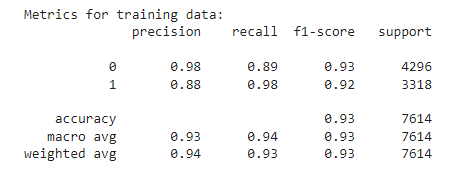 Metrics for training data:
precision recall f1-score support
0 0.98 0.89 0.93 4296
1 0.88 0.98 0.92 3318
accuracy 0.93 7614
macro avg 0.93 0.94 0.93 7614
weighted avg 0.94 0.93 0.93 7614